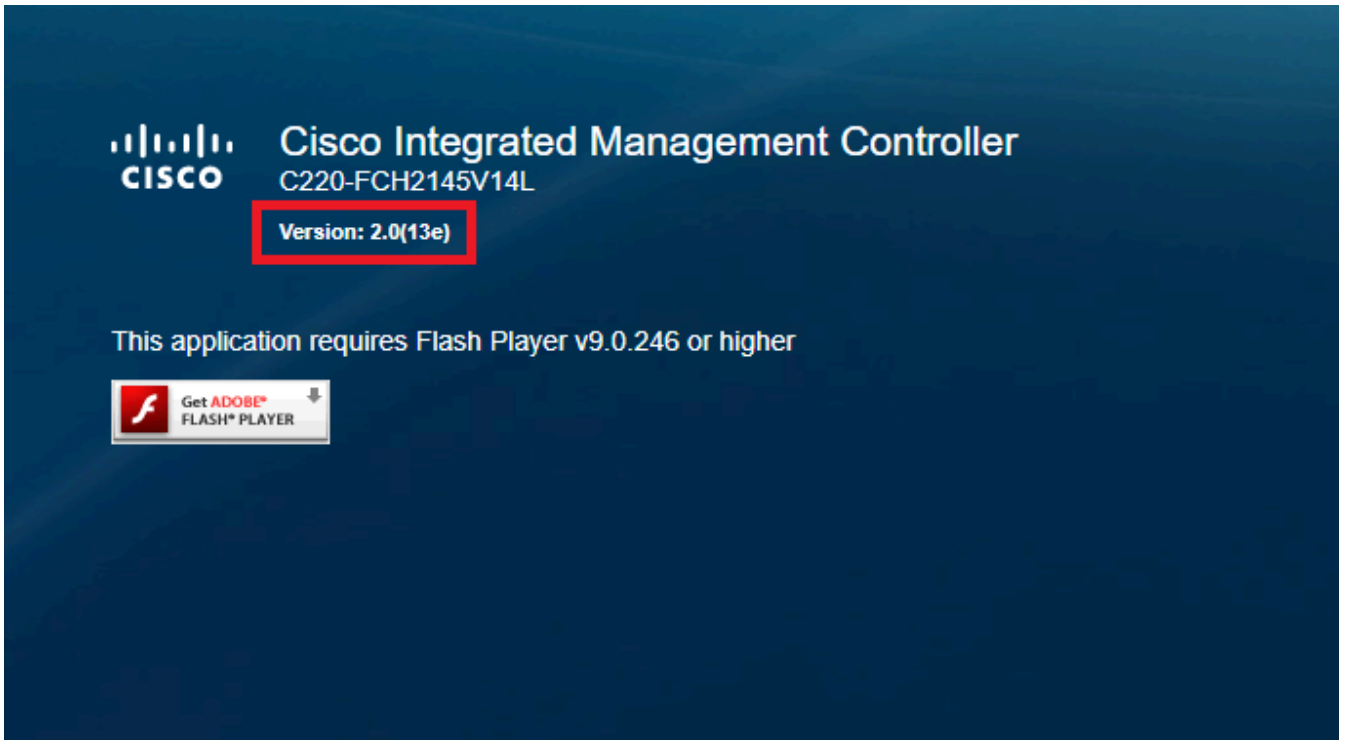 CISCO
Cisco Integrated Management Controller
C220-FCH2145V14L
Version: 2.0(13e)
This application requires Flash Player v9.0.246 or higher
Get ADOBE®
FLASH® PLAYER